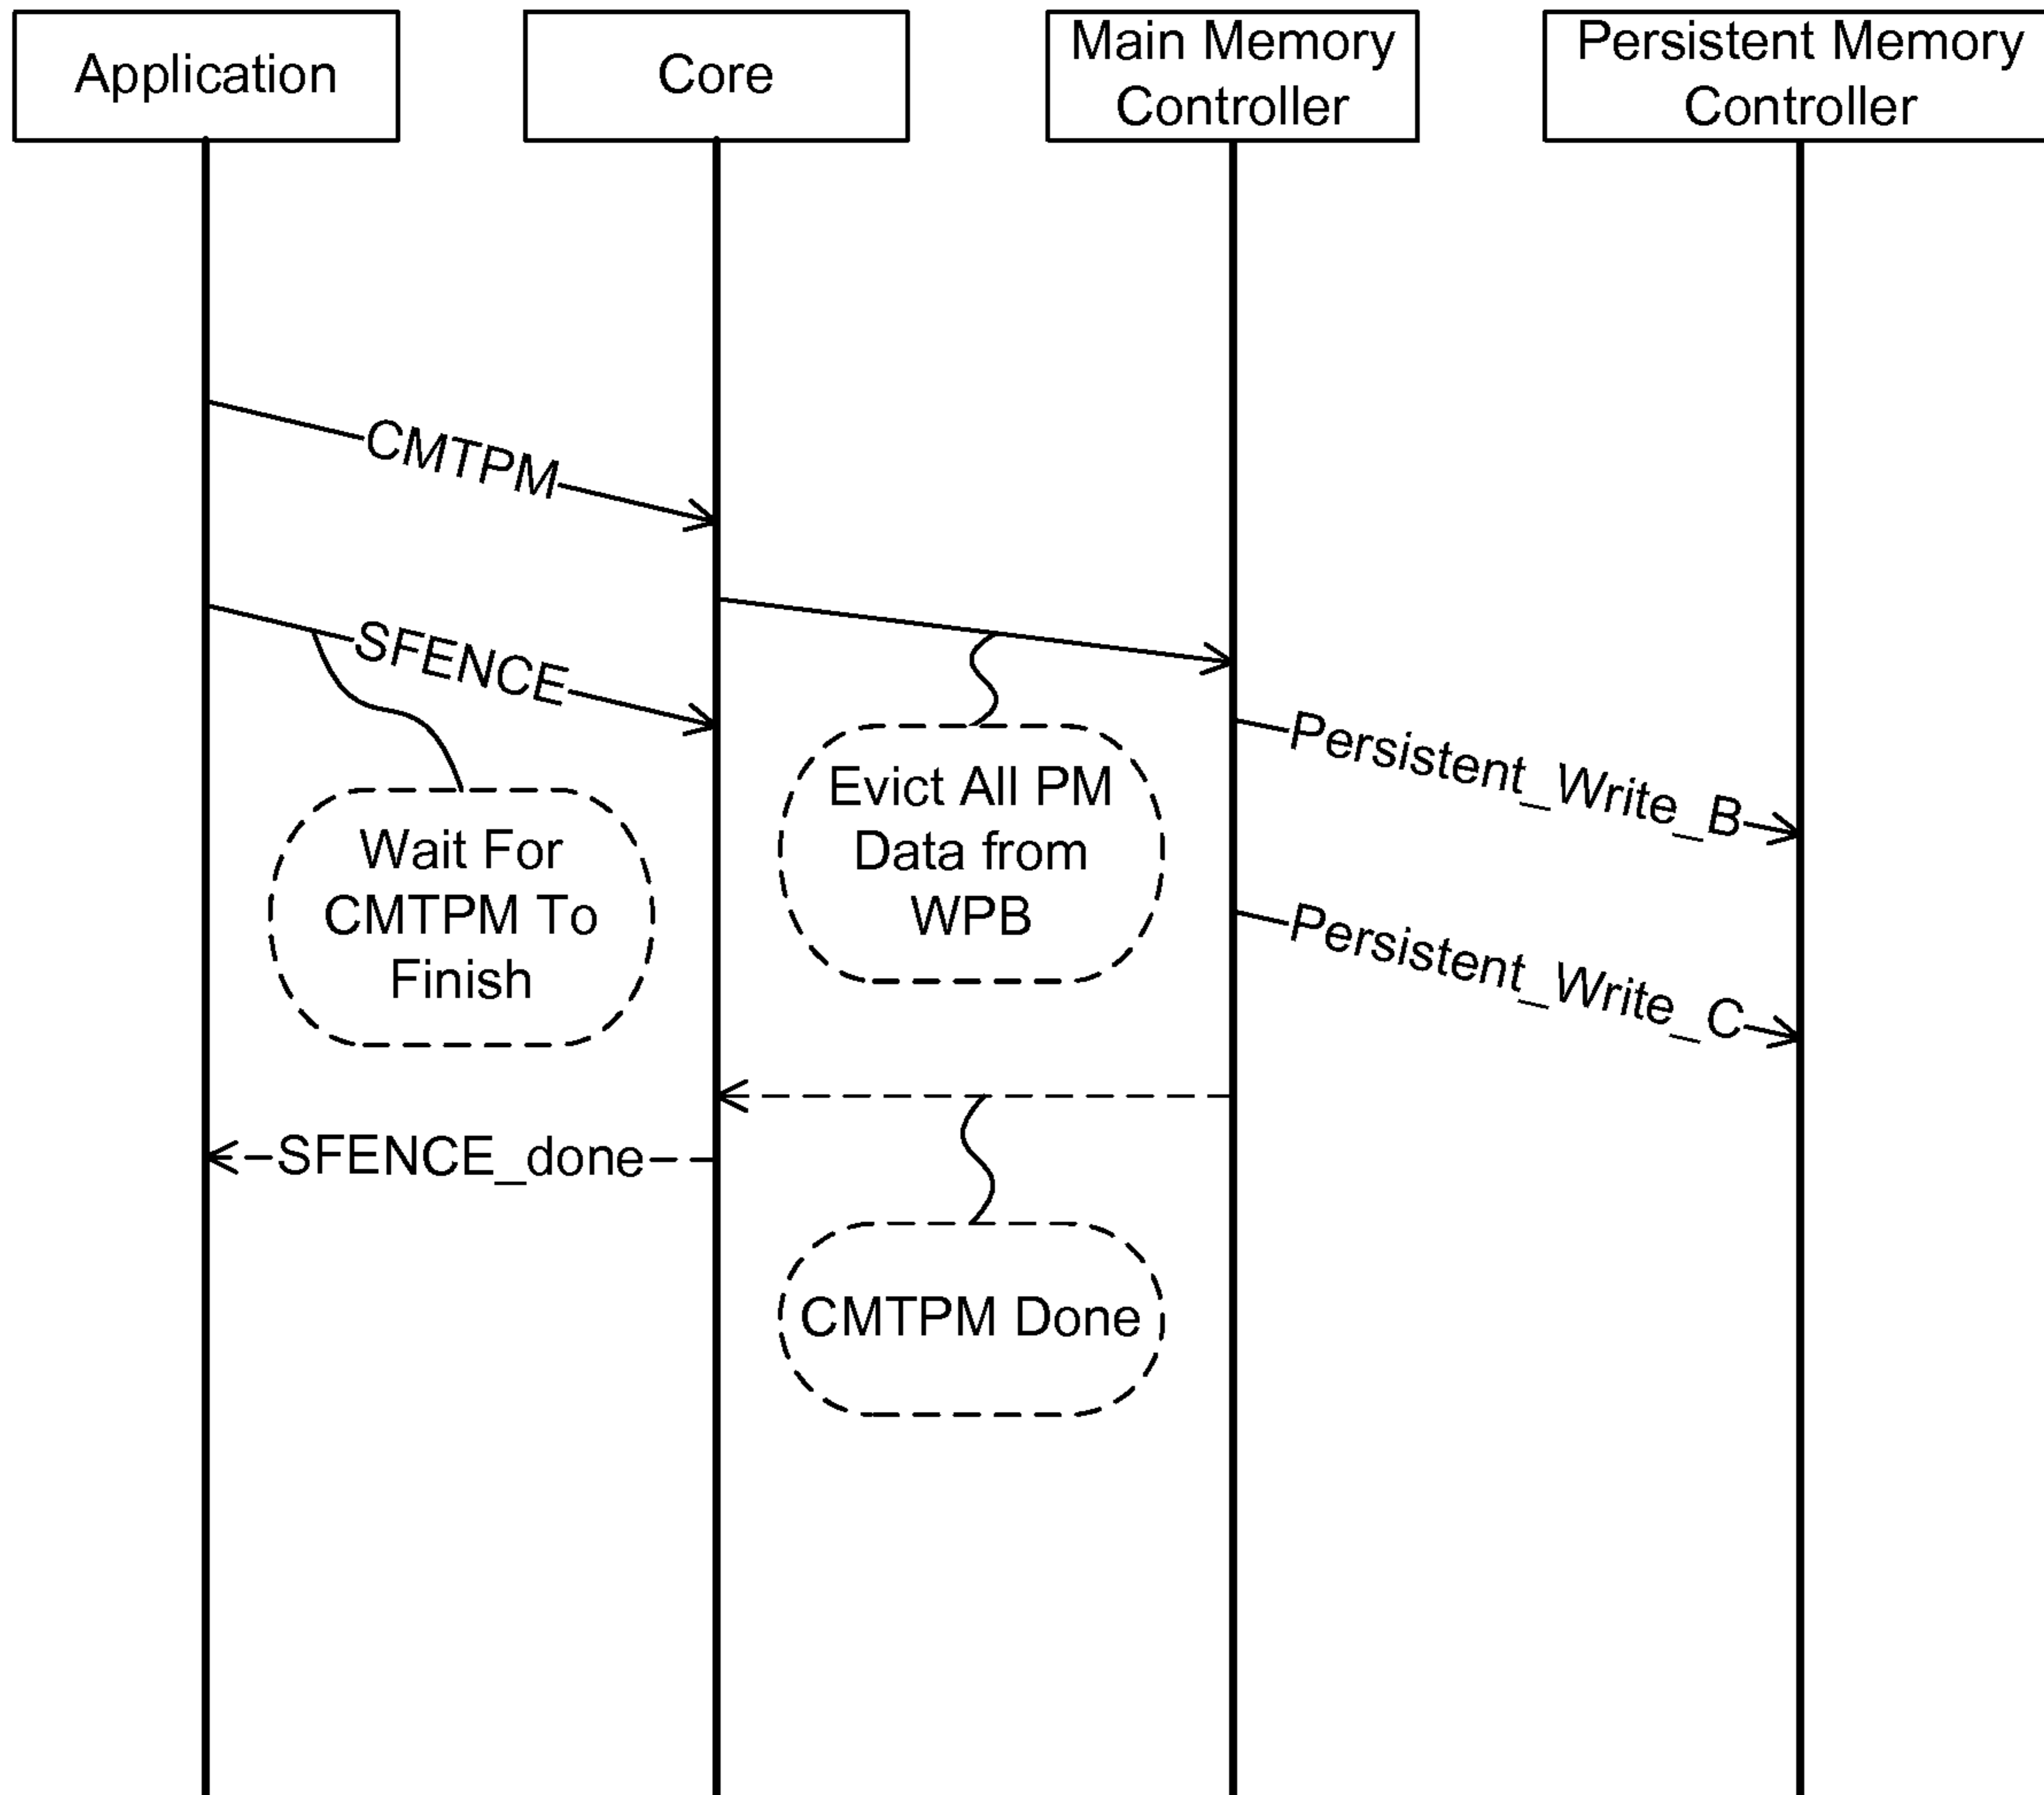 Application
Core
Main Memory
Controller
Persistent Memory
Controller
CMTPM
SFENCE
Wait For
CMTPM To
Finish
Evict All PM
Data from
WPB
Persistent_Write_B
Persistent_Write_C
SFENCE_done
CMTPM Done